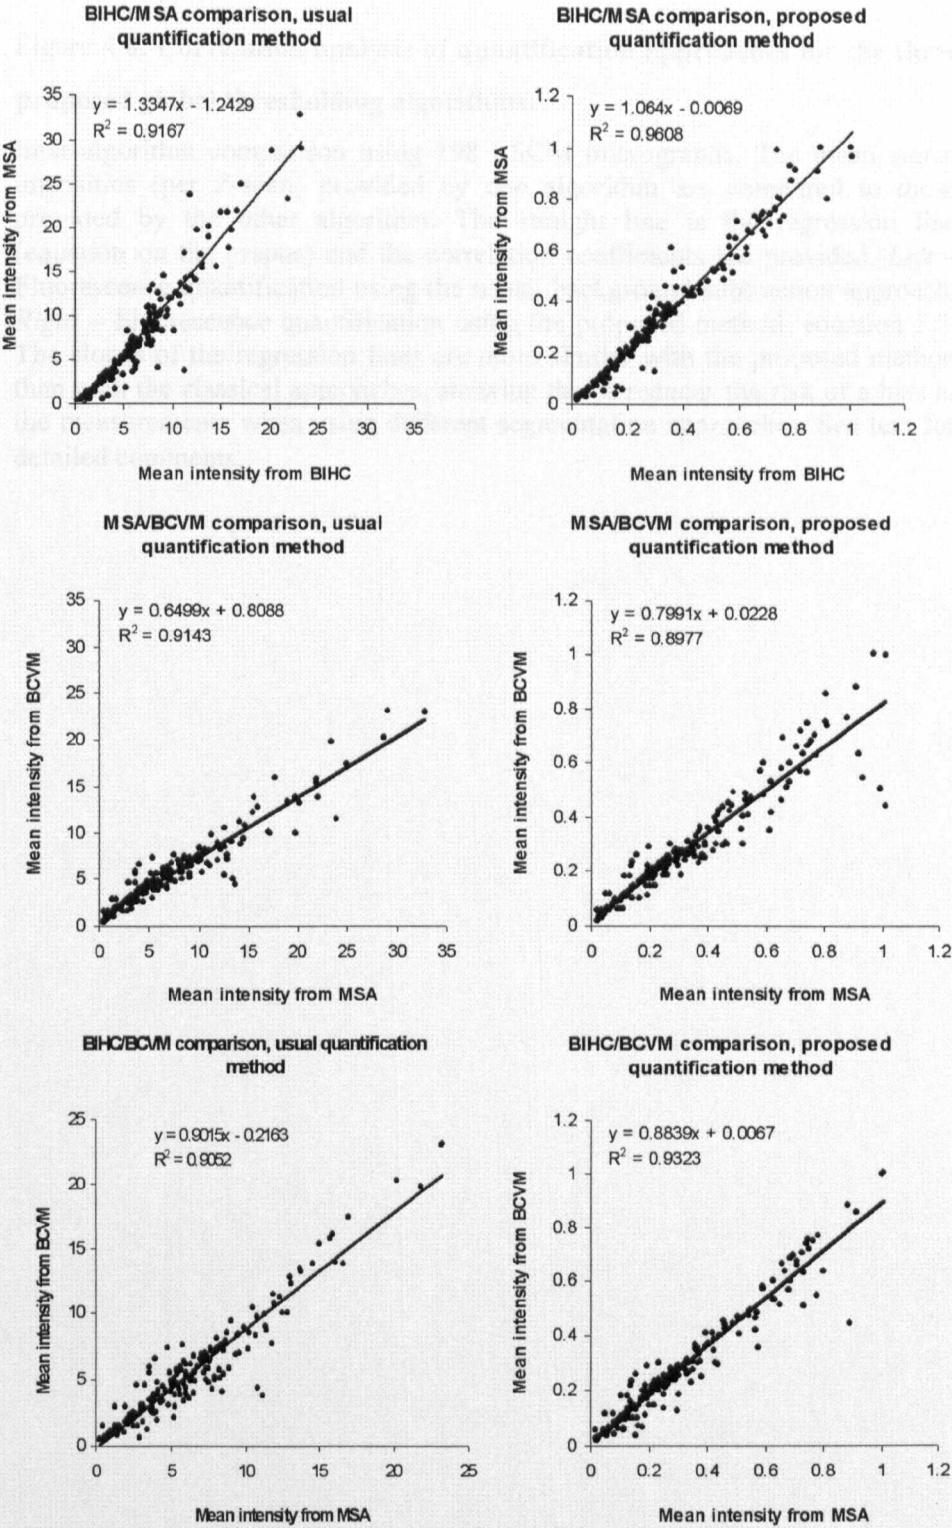 BIHC/MSA comparison, usual
quantification method
35
30
25
20
15
10
5
0
y = 1.3347x - 1.2429
R² = 0.9167
Mean intensity from MSA
0 5 10 15 20 25 30 35
Mean intensity from BIHC
BIHC/MSA comparison, proposed
quantification method
1.2
1
0.8
0.6
0.4
0.2
0
y = 1.064x - 0.0069
R² = 0.9608
Mean intensity from MSA
0 0.2 0.4 0.6 0.8 1 1.2
Mean intensity from BIHC
MSA/BCVM comparison, usual
quantification method
35
30
25
20
15
10
5
0
y = 0.6499x + 0.8088
R² = 0.9143
Mean intensity from BCVM
0 5 10 15 20 25 30 35
Mean intensity from MSA
MSA/BCVM comparison, proposed
quantification method
1.2
1
0.8
0.6
0.4
0.2
0
y = 0.7991x + 0.0228
R² = 0.8977
Mean intensity from BCVM
0 0.2 0.4 0.6 0.8 1 1.2
Mean intensity from MSA
BIHC/BCVM comparison, usual quantification
method
25
20
15
10
5
0
y = 0.9015x - 0.2163
R² = 0.9052
Mean intensity from BCVM
0 5 10 15 20 25
Mean intensity from MSA
BIHC/BCVM comparison, proposed
quantification method
1.2
1
0.8
0.6
0.4
0.2
0
y = 0.8839x + 0.0067
R² = 0.9323
Mean intensity from BCVM
0 0.2 0.4 0.6 0.8 1 1.2
Mean intensity from MSA